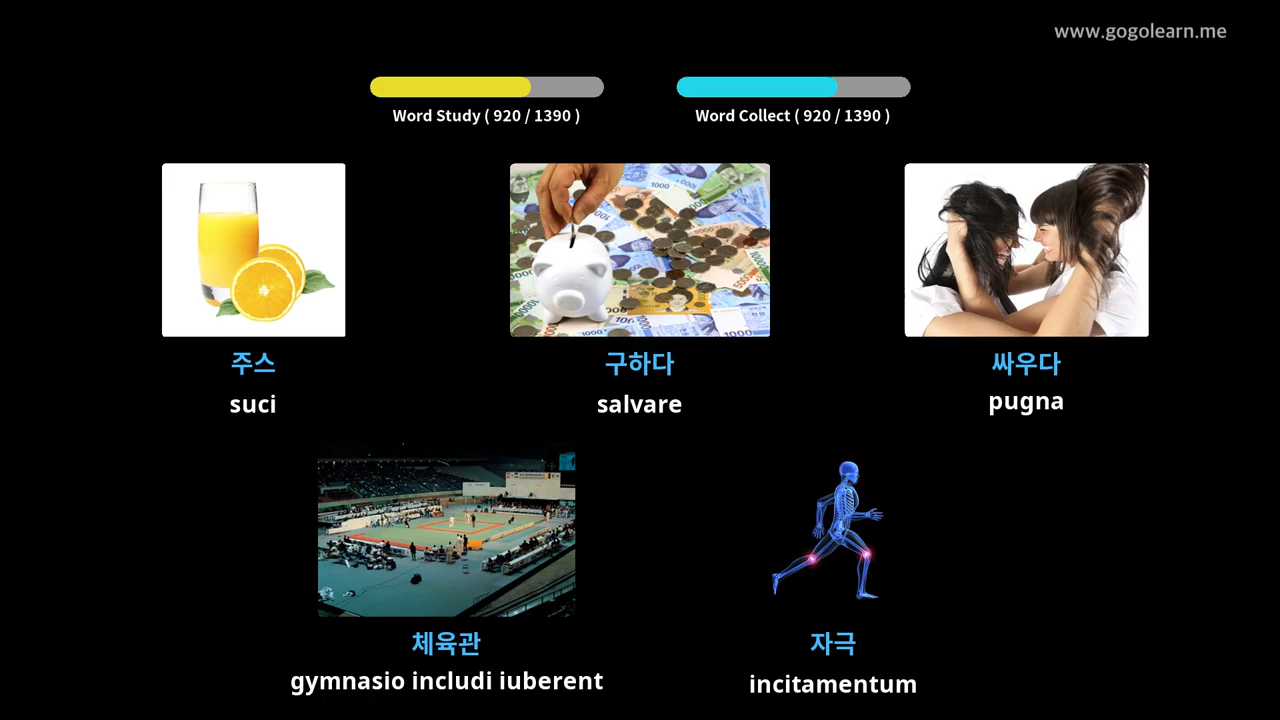 www.gogolearn.me
Word Study ( 920 / 1390 )
Word Collect ( 920 / 1390 )
주스
suci
구하다
salvare
싸우다
pugna
체육관
gymnasio includi iuberent
자극
incitamentum